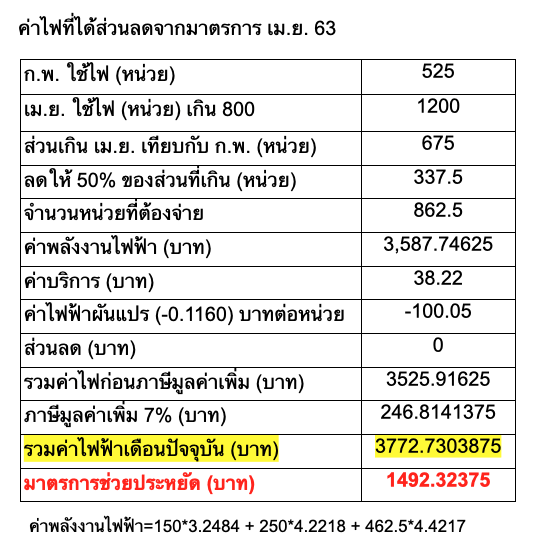 ค่าไฟที่ได้ส่วนลดจากมาตรการ เม.ย. 63
ก.พ. ใช้ไฟ (หน่วย) 525
เม.ย. ใช้ไฟ (หน่วย) เกิน 800 1200
ส่วนเกิน เม.ย. เทียบกับ ก.พ. (หน่วย) 675
ลดให้ 50% ของส่วนที่เกิน (หน่วย) 337.5
จำนวนหน่วยที่ต้องจ่าย 862.5
ค่าพลังงานไฟฟ้า (บาท) 3,587.74625
ค่าบริการ (บาท) 38.22
ค่าไฟฟ้าผันแปร (-0.1160) บาทต่อหน่วย -100.05
ส่วนลด (บาท) 0
รวมค่าไฟก่อนภาษีมูลค่าเพิ่ม (บาท) 3525.91625
ภาษีมูลค่าเพิ่ม 7% (บาท) 246.8141375
รวมค่าไฟฟ้าเดือนปัจจุบัน (บาท) 3772.7303875
มาตรการช่วยประหยัด (บาท) 1492.32375
ค่าพลังงานไฟฟ้า=150*3.2484 + 250*4.2218 + 462.5*4.4217